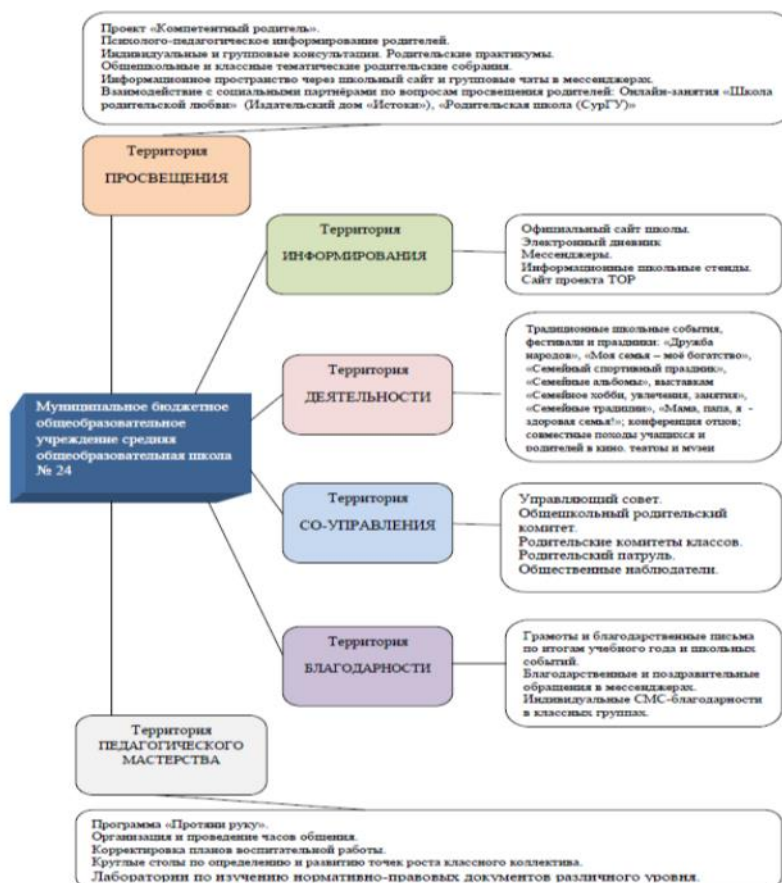 Проект «Компетентный родитель».
Психолого-педагогическое информирование родителей.
Индивидуальные и групповые консультации. Родительские практикумы.
Общешкольные и классные тематические родительские собрания.
Информационное пространство через школьный сайт и групповые чаты в мессенджерах.
Взаимодействие с социальными партнёрами по вопросам просвещения родителей: Онлайн-занятия «Школа
родительской любви» (Издательский дом «Истоки»), «Родительская школа (СурГУ)»
Территория
ПРОСВЕЩЕНИЯ
Территория
ИНФОРМИРОВАНИЯ
Официальный сайт школы.
Электронный дневник
Мессенджеры.
Информационные школьные стенды.
Сайт проекта ТОР
Территория
ДЕЯТЕЛЬНОСТИ
Традиционные школьные события,
фестивали и праздники: «Дружба
народов», «Моя семья – моё богатство»,
«Семейный спортивный праздник»,
«Семейные альбомы», выставкам
«Семейное хобби, увлечения, занятия»,
«Семейные традиции», «Мама, папа, я -
здоровая семья!»; конференция отцов;
совместные походы учащихся и
родителей в кино, театры и музеи
Муниципальное бюджетное
общеобразовательное
учреждение средняя
общеобразовательная школа
№ 24
Территория
СО-УПРАВЛЕНИЯ
Управляющий совет.
Общешкольный родительский
комитет.
Родительские комитеты классов.
Родительский патруль.
Общественные наблюдатели.
Территория
БЛАГОДАРНОСТИ
Грамоты и благодарственные письма
по итогам учебного года и школьных
событий.
Благодарственные и поздравительные
обращения в мессенджерах.
Индивидуальные СМС-благодарности
в классных группах.
Территория
ПЕДАГОГИЧЕСКОГО
МАСТЕРСТВА
Программа «Протяни руку».
Организация и проведение часов общения.
Корректировка планов воспитательной работы.
Круглые столы по определению и развитию точек роста классного коллектива.
Лаборатории по изучению нормативно-правовых документов различного уровня.